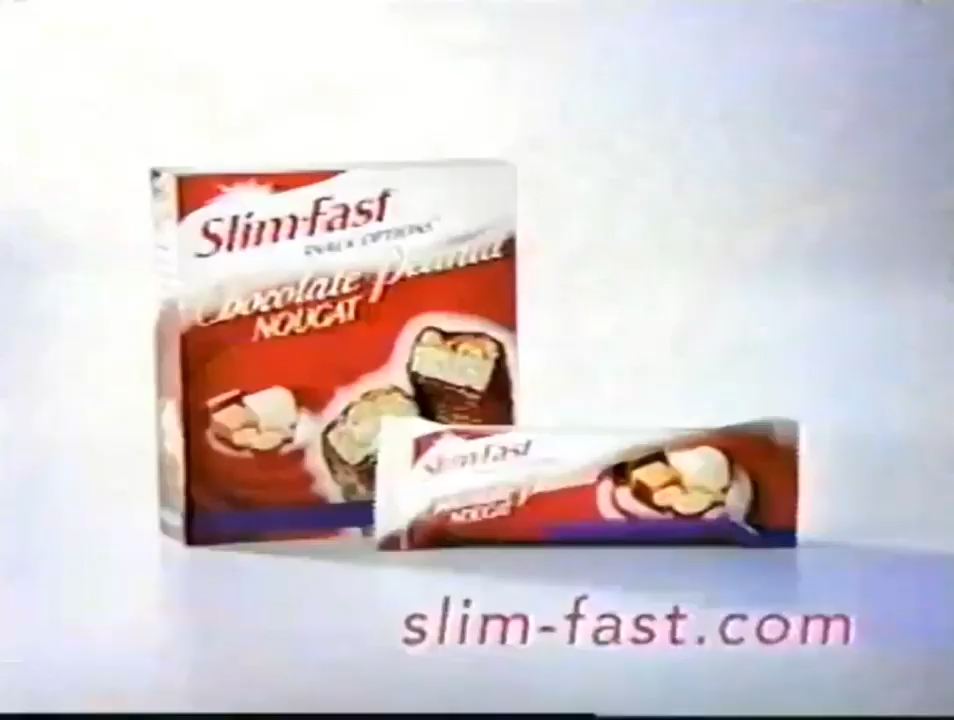 Slim·Fast
SNACK OPTIONS
Chocolate Peanut
NOUGAT
Slim·Fast
NOUGAT
slim-fast.com